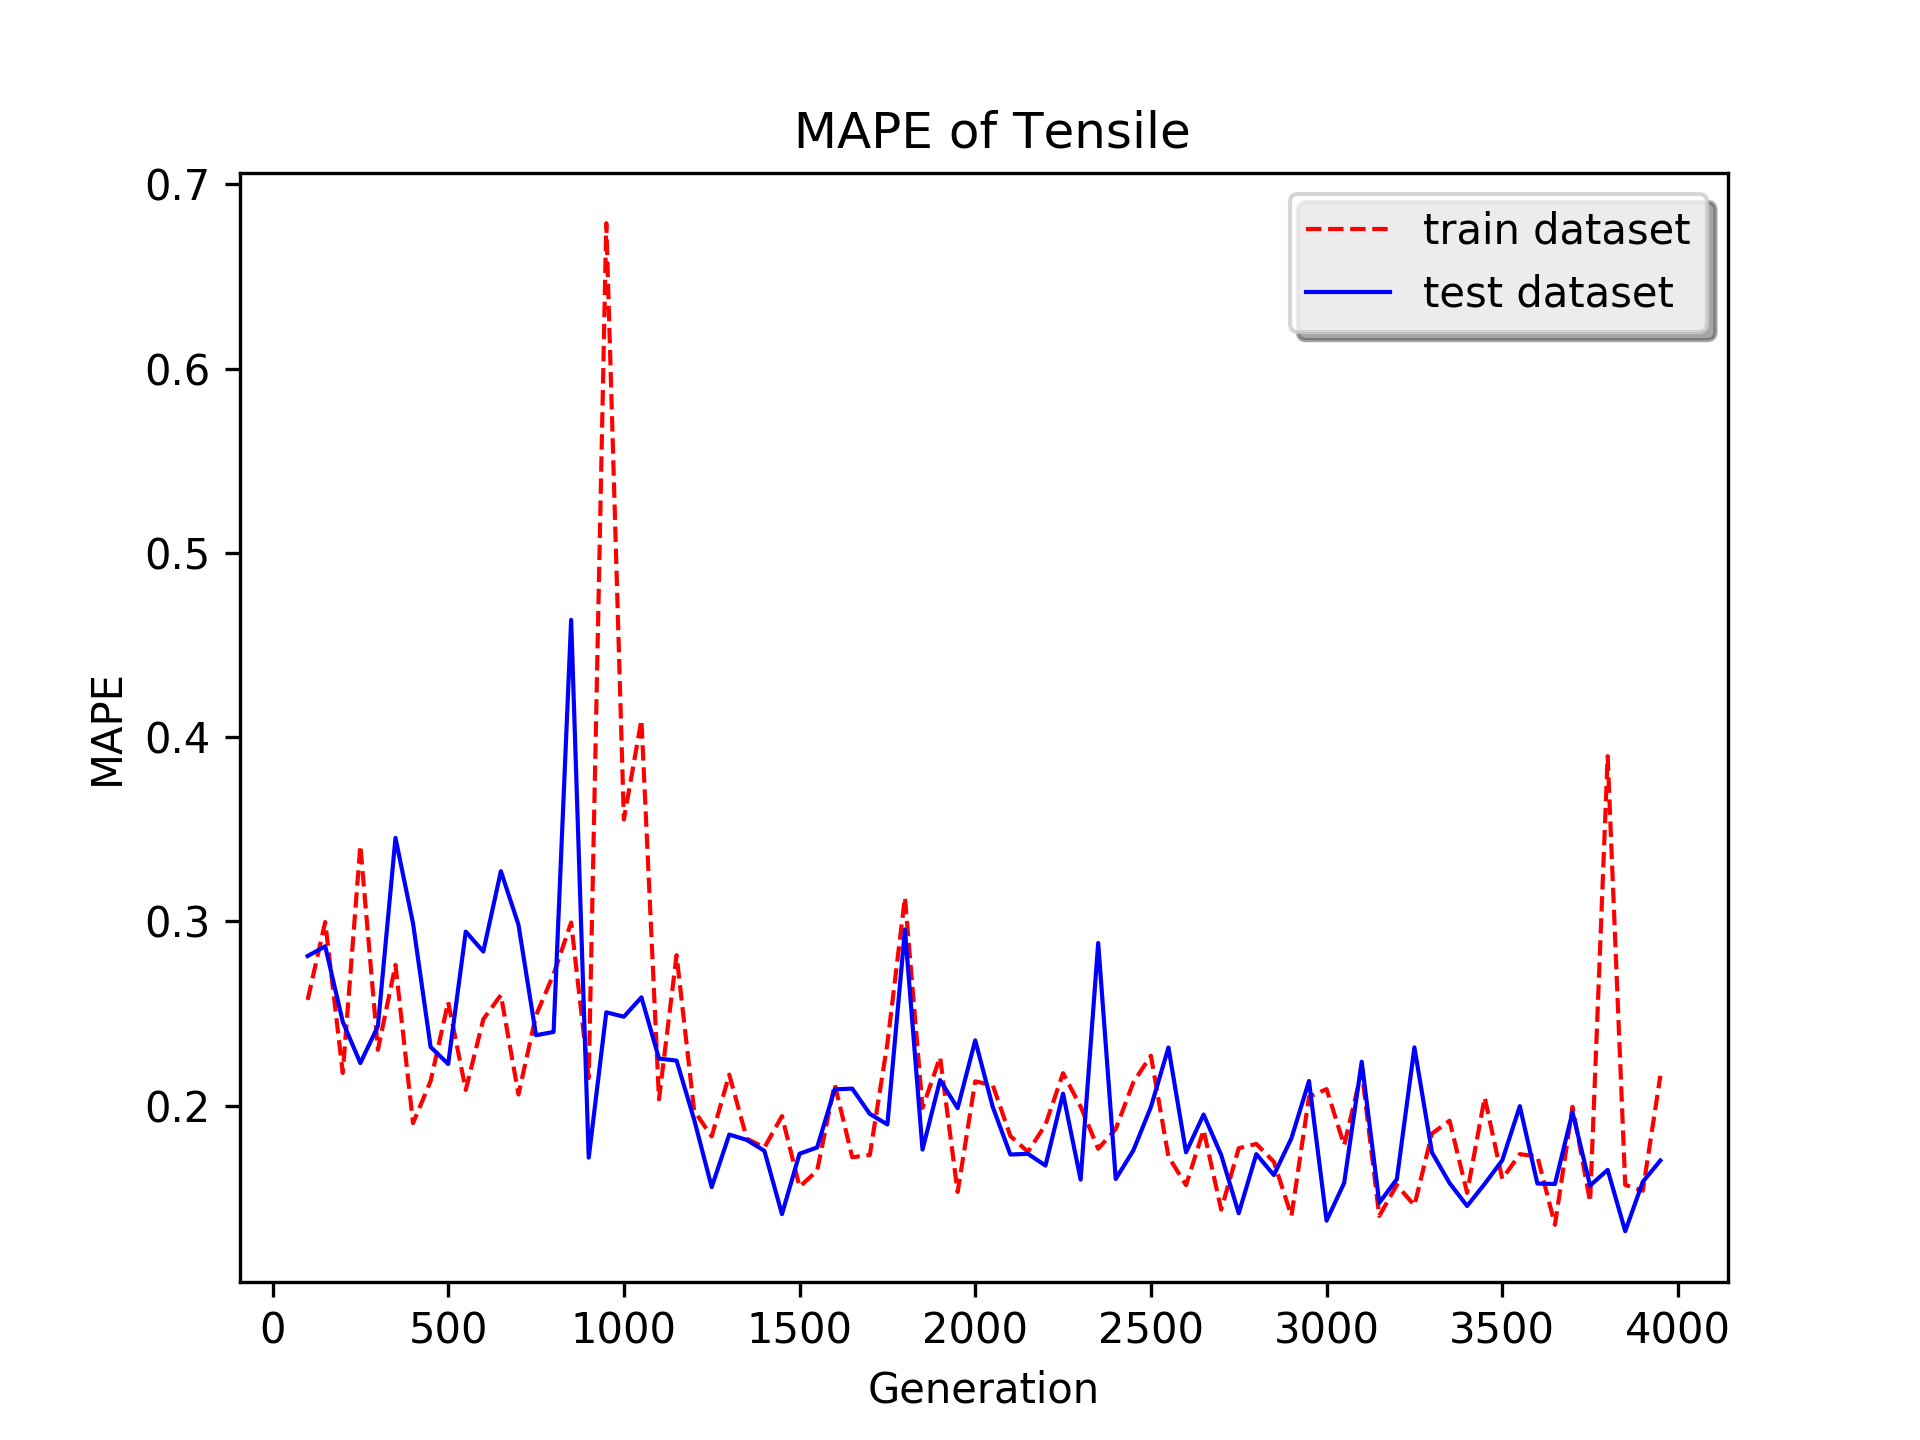 MAPE of Tensile
train dataset
test dataset
MAPE
0.7
0.6
0.5
0.4
0.3
0.2
0 500 1000 1500 2000 2500 3000 3500 4000
Generation